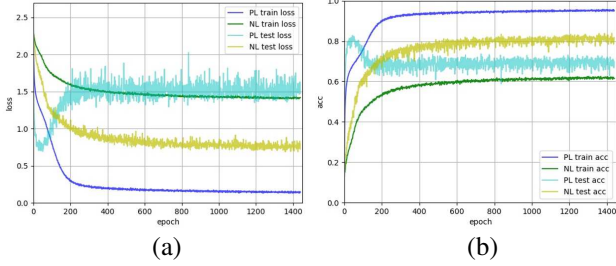 2.5
2.0
1.5
1.0
0.5
0.0
loss
0 200 400 600 800 1000 1200 1400
epoch
PL train loss
NL train loss
PL test loss
NL test loss
(a)
1.0
0.8
0.6
0.4
0.2
0.0
acc
0 200 400 600 800 1000 1200 1400
epoch
PL train acc
NL train acc
PL test acc
NL test acc
(b)